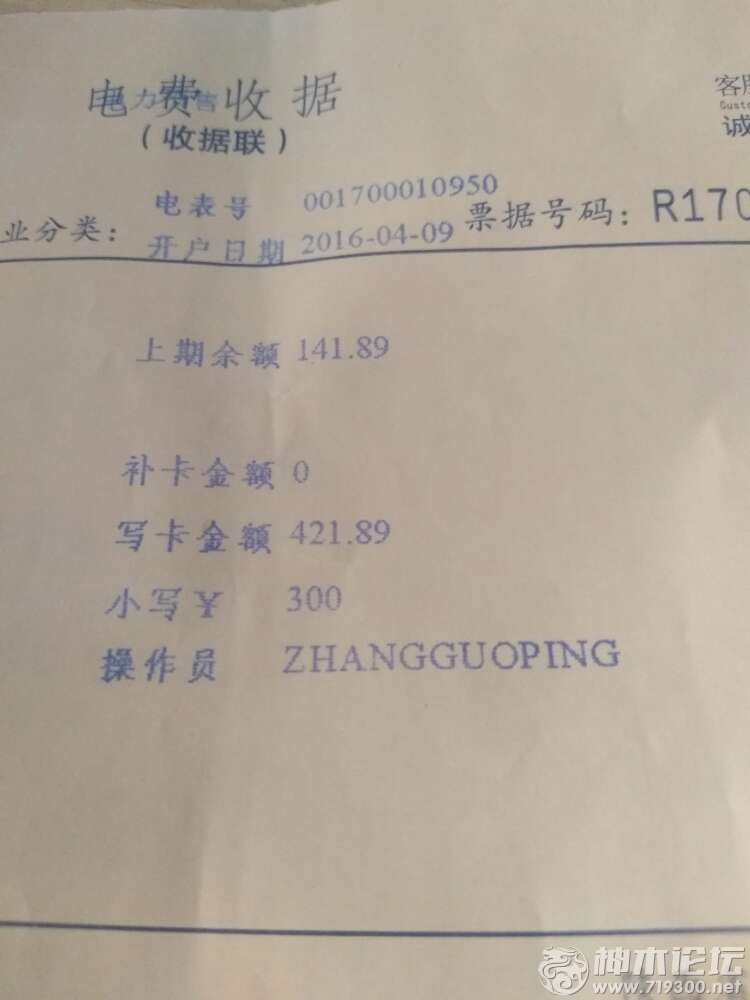 电费收据
(收据联)
客服
诚
电表号 001700010950
业分类: 票据号码: R170
开户日期 2016-04-09
上期余额 141.89
补卡金额 0
写卡金额 421.89
小写¥ 300
操作员 ZHANGGUOPING
神木论坛
www.719300.net